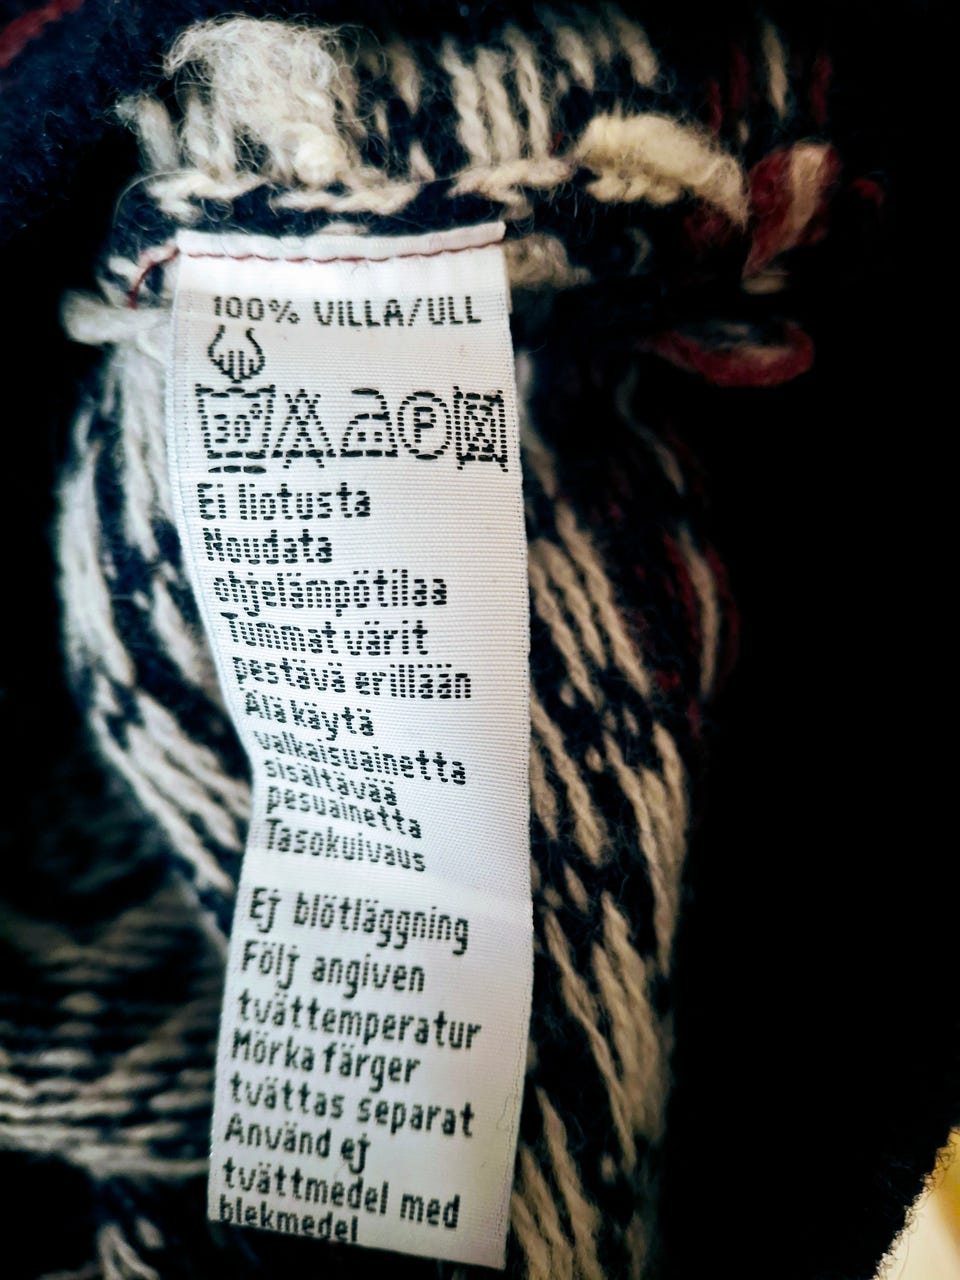 100% VILLA/ULL
30° P
Ei liotusta
Noudata
ohjelämpötilaa
Tummat värit
pestävä erillään
Älä käytä
valkaisuainetta
sisältävää
pesuainetta
Tasokuivaus
Ej blötläggning
Följ angiven
tvättemperatur
Mörka färger
tvättas separat
Använd ej
tvättmedel med
blekmedel